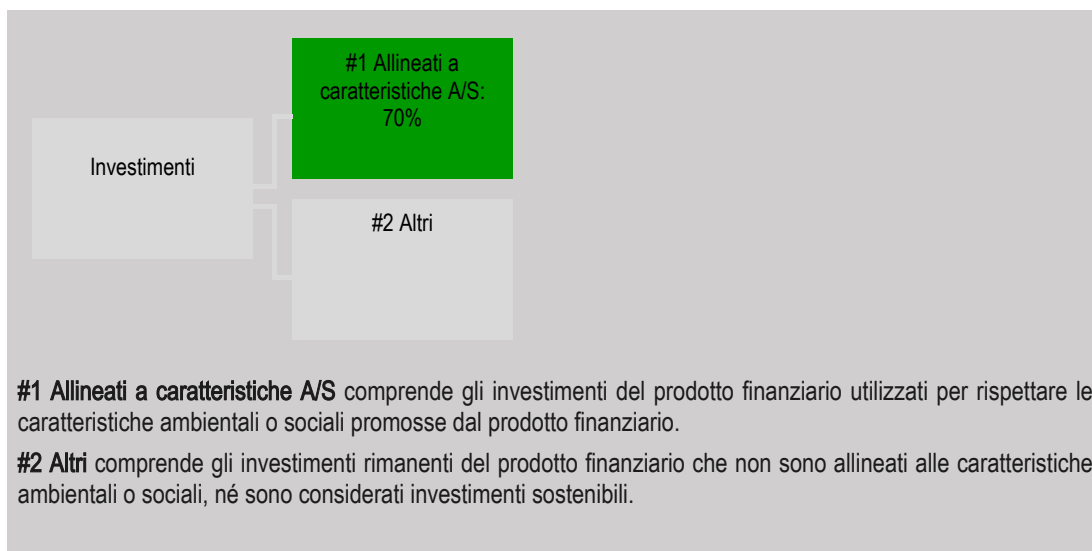 #1 Allineati a
caratteristiche A/S:
70%
Investimenti
#2 Altri
#1 Allineati a caratteristiche A/S comprende gli investimenti del prodotto finanziario utilizzati per rispettare le
caratteristiche ambientali o sociali promosse dal prodotto finanziario.
#2 Altri comprende gli investimenti rimanenti del prodotto finanziario che non sono allineati alle caratteristiche
ambientali o sociali, né sono considerati investimenti sostenibili.